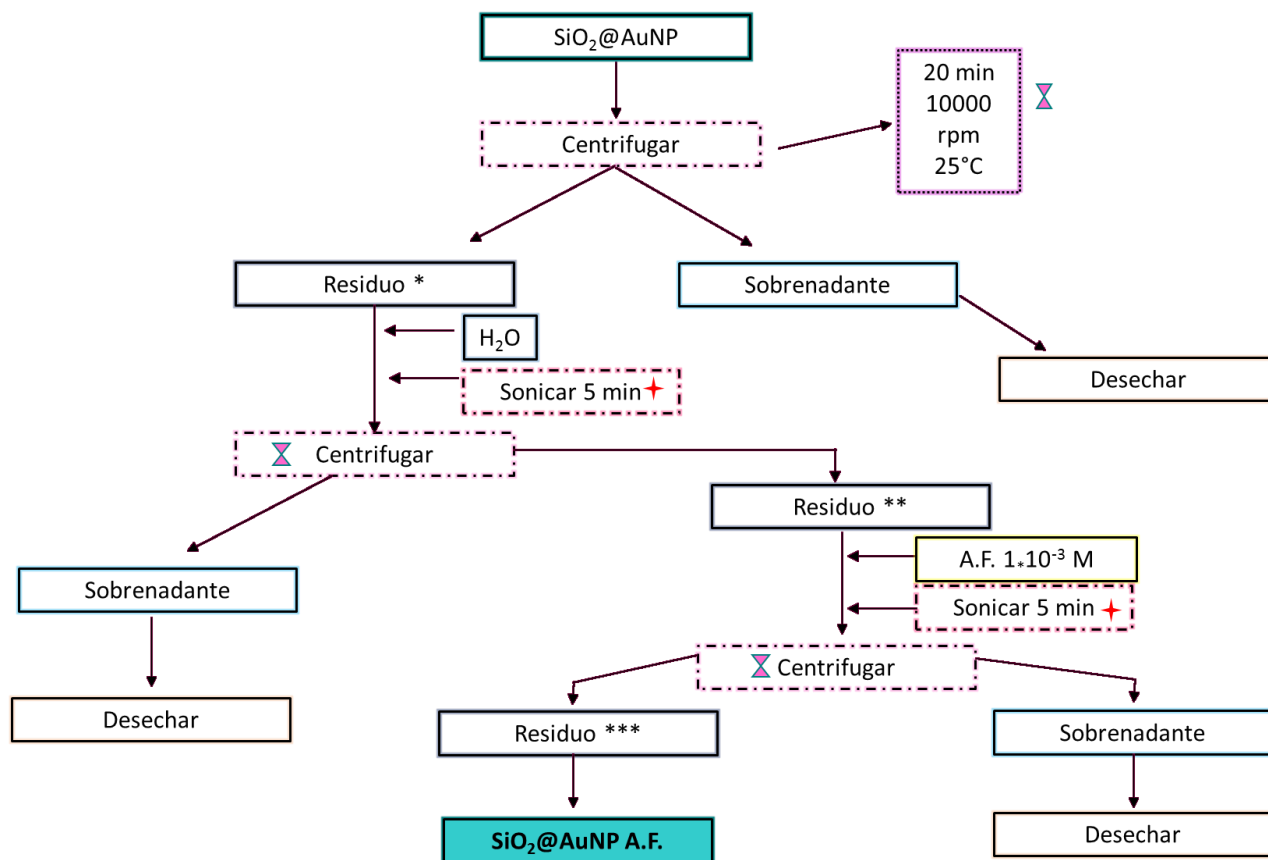 SiO₂@AuNP
20 min
10000
rpm
25°C
Centrifugar
Residuo *
Sobrenadante
H₂O
Desechar
Sonicar 5 min
Centrifugar
Residuo **
A.F. 1*10⁻³ M
Sobrenadante
Sonicar 5 min
Centrifugar
Desechar
Residuo ***
Sobrenadante
SiO₂@AuNP A.F.
Desechar